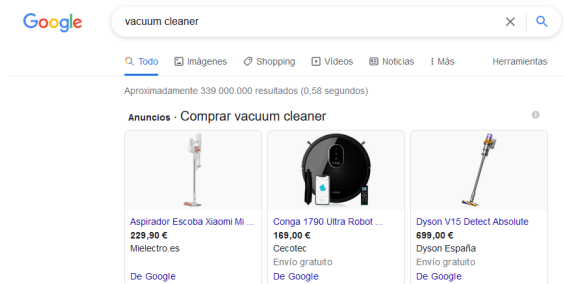 Google
vacuum cleaner
Todo Imágenes Shopping Vídeos Noticias Más Herramientas
Aproximadamente 339.000.000 resultados (0,58 segundos)
Anuncios · Comprar vacuum cleaner
Aspirador Escoba Xiaomi Mi ...
229,90 €
Mielectro.es
De Google
Conga 1790 Ultra Robot ...
169,00 €
Cecotec
Envío gratuito
De Google
Dyson V15 Detect Absolute
699,00 €
Dyson España
Envío gratuito
De Google